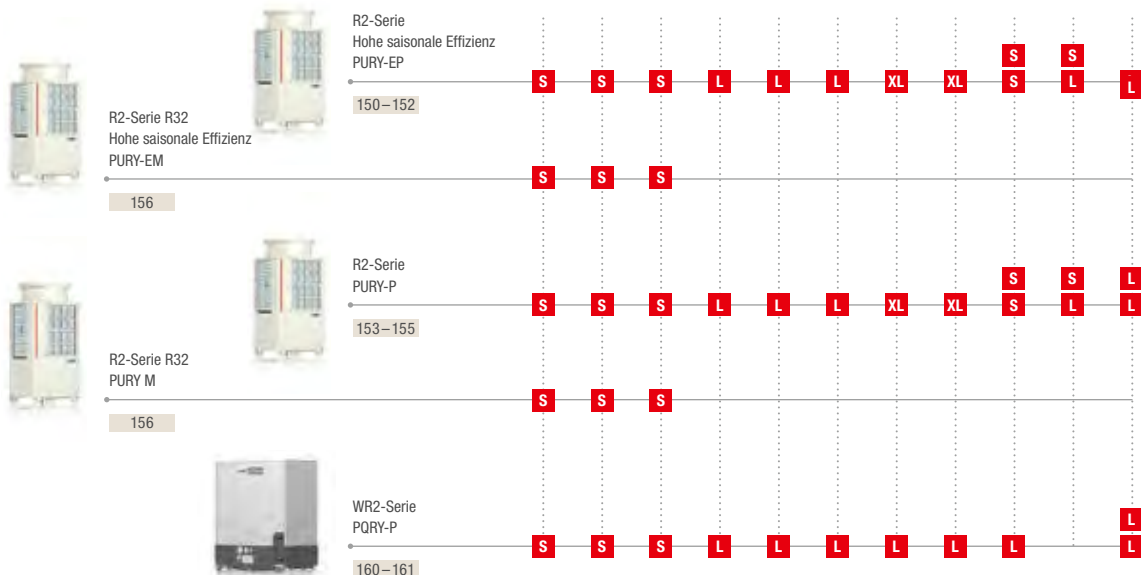 R2-Serie
Hohe saisonale Effizienz
PURY-EP
S S
S S S L L L XL XL S L L L
150–152
R2-Serie R32
Hohe saisonale Effizienz
PURY-EM
S S S
156
R2-Serie
PURY-P
S S L
S S S L L L XL XL S L L
153–155
R2-Serie R32
PURY M
S S S
156
WR2-Serie
PQRY-P
L
S S S L L L L L L L
160–161